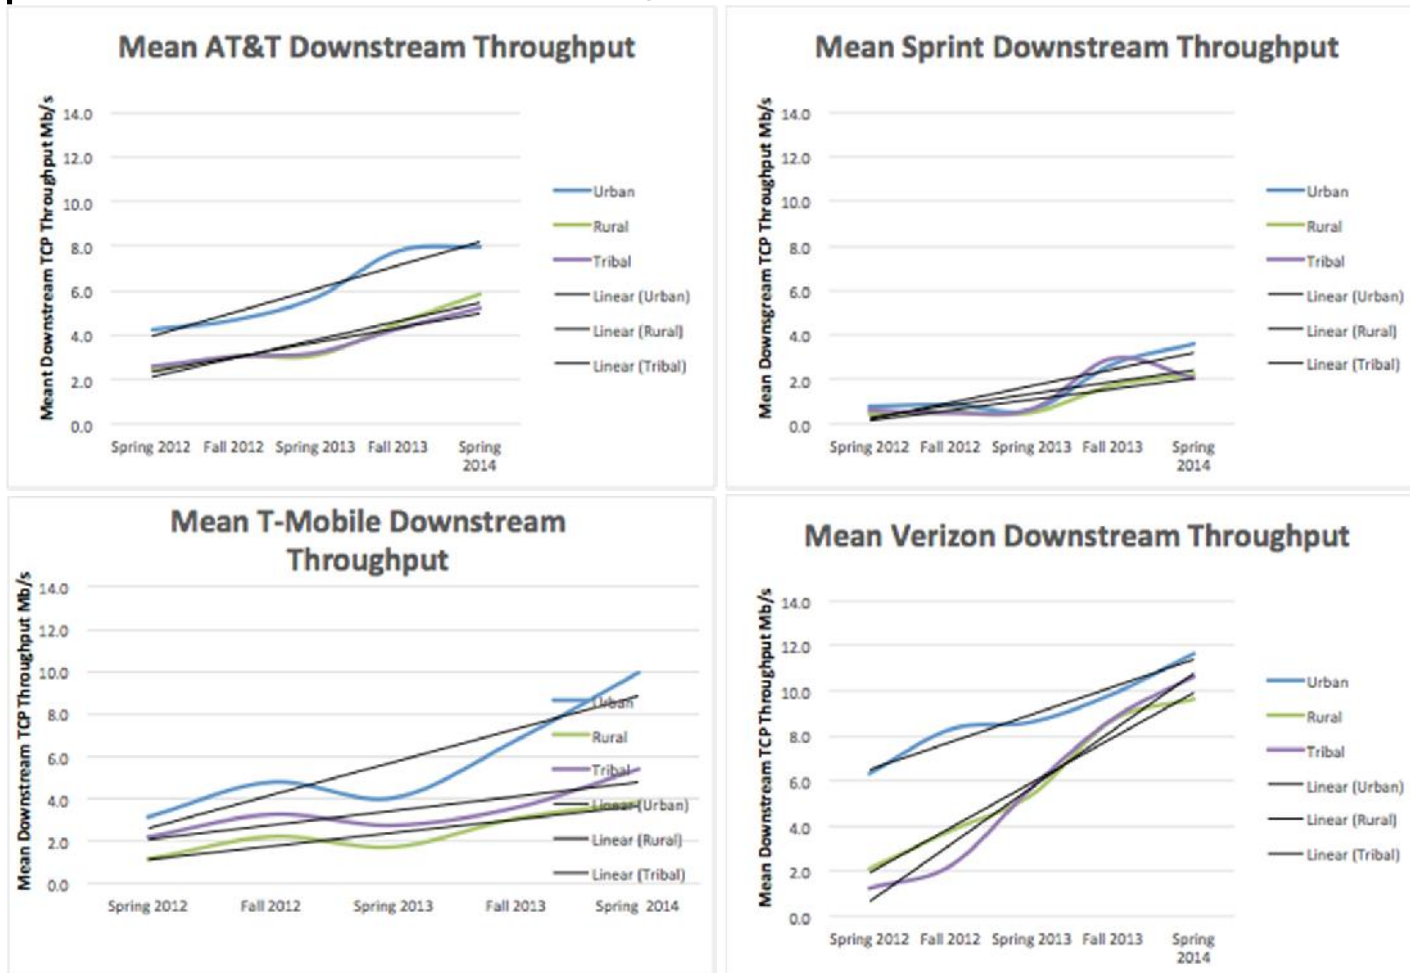 Mean AT&T Downstream Throughput
Meant Downstream TCP Throughput Mb/s
14.0
12.0
10.0
8.0
6.0
4.0
2.0
0.0
Spring 2012 Fall 2012 Spring 2013 Fall 2013 Spring
2014
Urban
Rural
Tribal
Linear (Urban)
Linear (Rural)
Linear (Tribal)
Mean Sprint Downstream Throughput
Mean Downsgream TCP Throughput Mb/s
14.0
12.0
10.0
8.0
6.0
4.0
2.0
0.0
Spring 2012 Fall 2012 Spring 2013 Fall 2013 Spring
2014
Urban
Rural
Tribal
Linear (Urban)
Linear (Rural)
Linear (Tribal)
Mean T-Mobile Downstream
Throughput
Mean Downstream TCP Throughput Mb/s
14.0
12.0
10.0
8.0
6.0
4.0
2.0
0.0
Spring 2012 Fall 2012 Spring 2013 Fall 2013 Spring 2014
Urban
Rural
Tribal
Linear (Urban)
Linear (Rural)
Linear (Tribal)
Mean Verizon Downstream Throughput
Mean Downstream TCP Throughput Mb/s
14.0
12.0
10.0
8.0
6.0
4.0
2.0
0.0
Spring 2012 Fall 2012 Spring 2013 Fall 2013 Spring
2014
Urban
Rural
Tribal
Linear (Urban)
Linear (Rural)
Linear (Tribal)